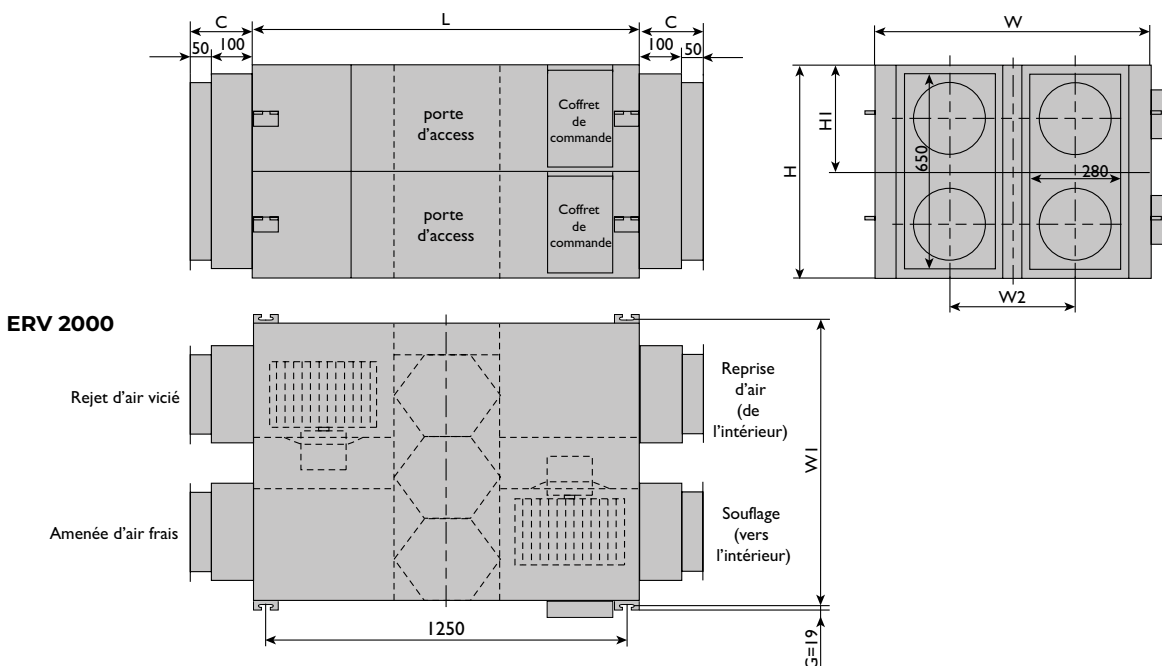 C
L
C
W
50
100
100
50
porte
d'access
Coffret
de
commande
H1
H
650
280
porte
d'access
Coffret
de
commande
W2
ERV 2000
Rejet d'air vicié
Reprise
d'air
(de
l'intérieur)
W1
Amenée d'air frais
Souflage
(vers
l'intérieur)
1250
G=19